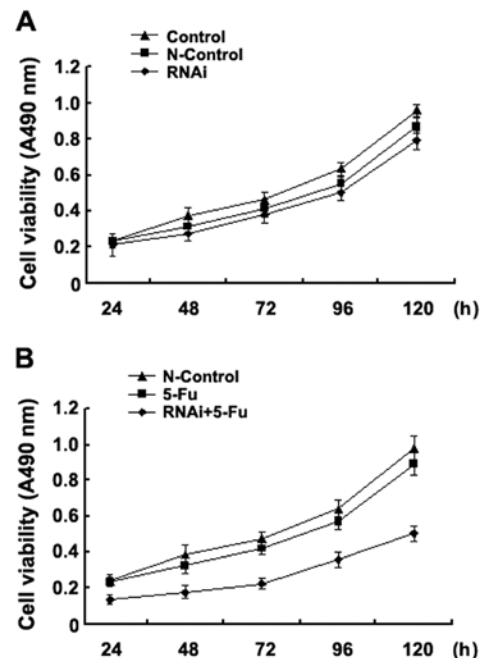 A
Control
N-Control
RNAi
Cell viability (A490 nm)
1.2
1.0
0.8
0.6
0.4
0.2
0
24 48 72 96 120 (h)
B
N-Control
5-Fu
RNAi+5-Fu
Cell viability (A490 nm)
1.2
1.0
0.8
0.6
0.4
0.2
0
24 48 72 96 120 (h)